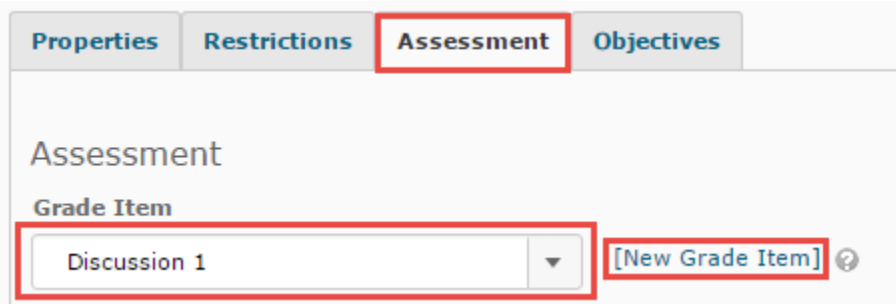 Properties Restrictions Assessment Objectives
Assessment
Grade Item
Discussion 1 [New Grade Item] ?